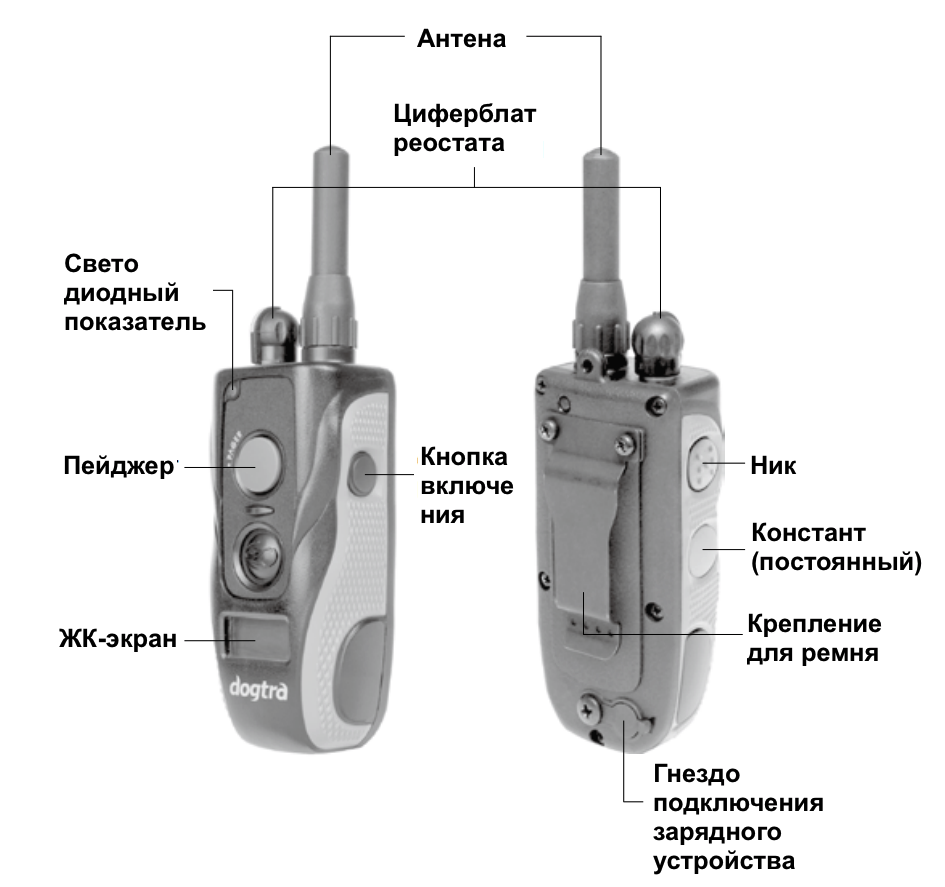 Антена
Циферблат
реостата
Свето
диодный
показатель
Пейджер
Кнопка
включе
ния
Ник
Констант
(постоянный)
ЖК-экран
Крепление
для ремня
dogtra
Гнездо
подключения
зарядного
устройства